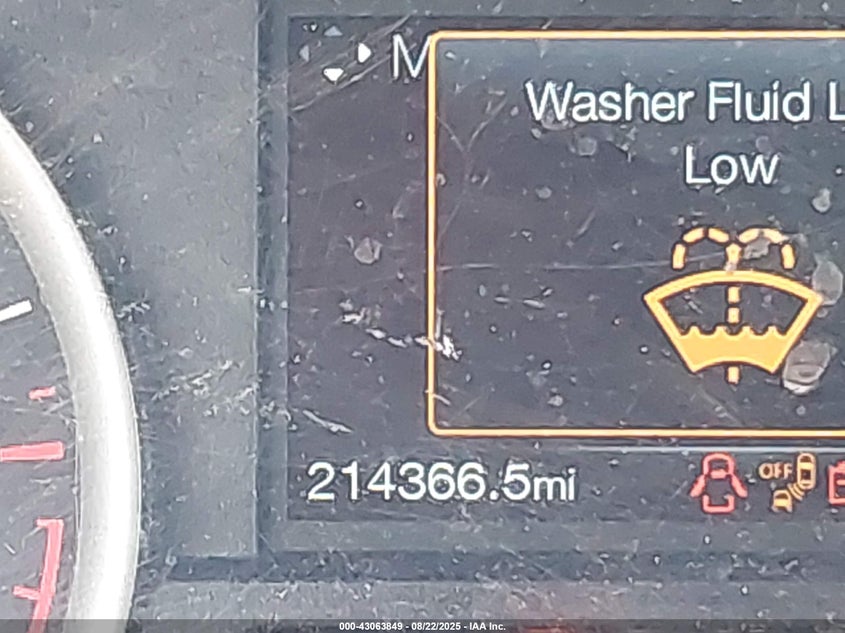 M
Washer Fluid L
Low
214366.5mi
OFF
000-43063849 - 08/22/2025 - IAA Inc.